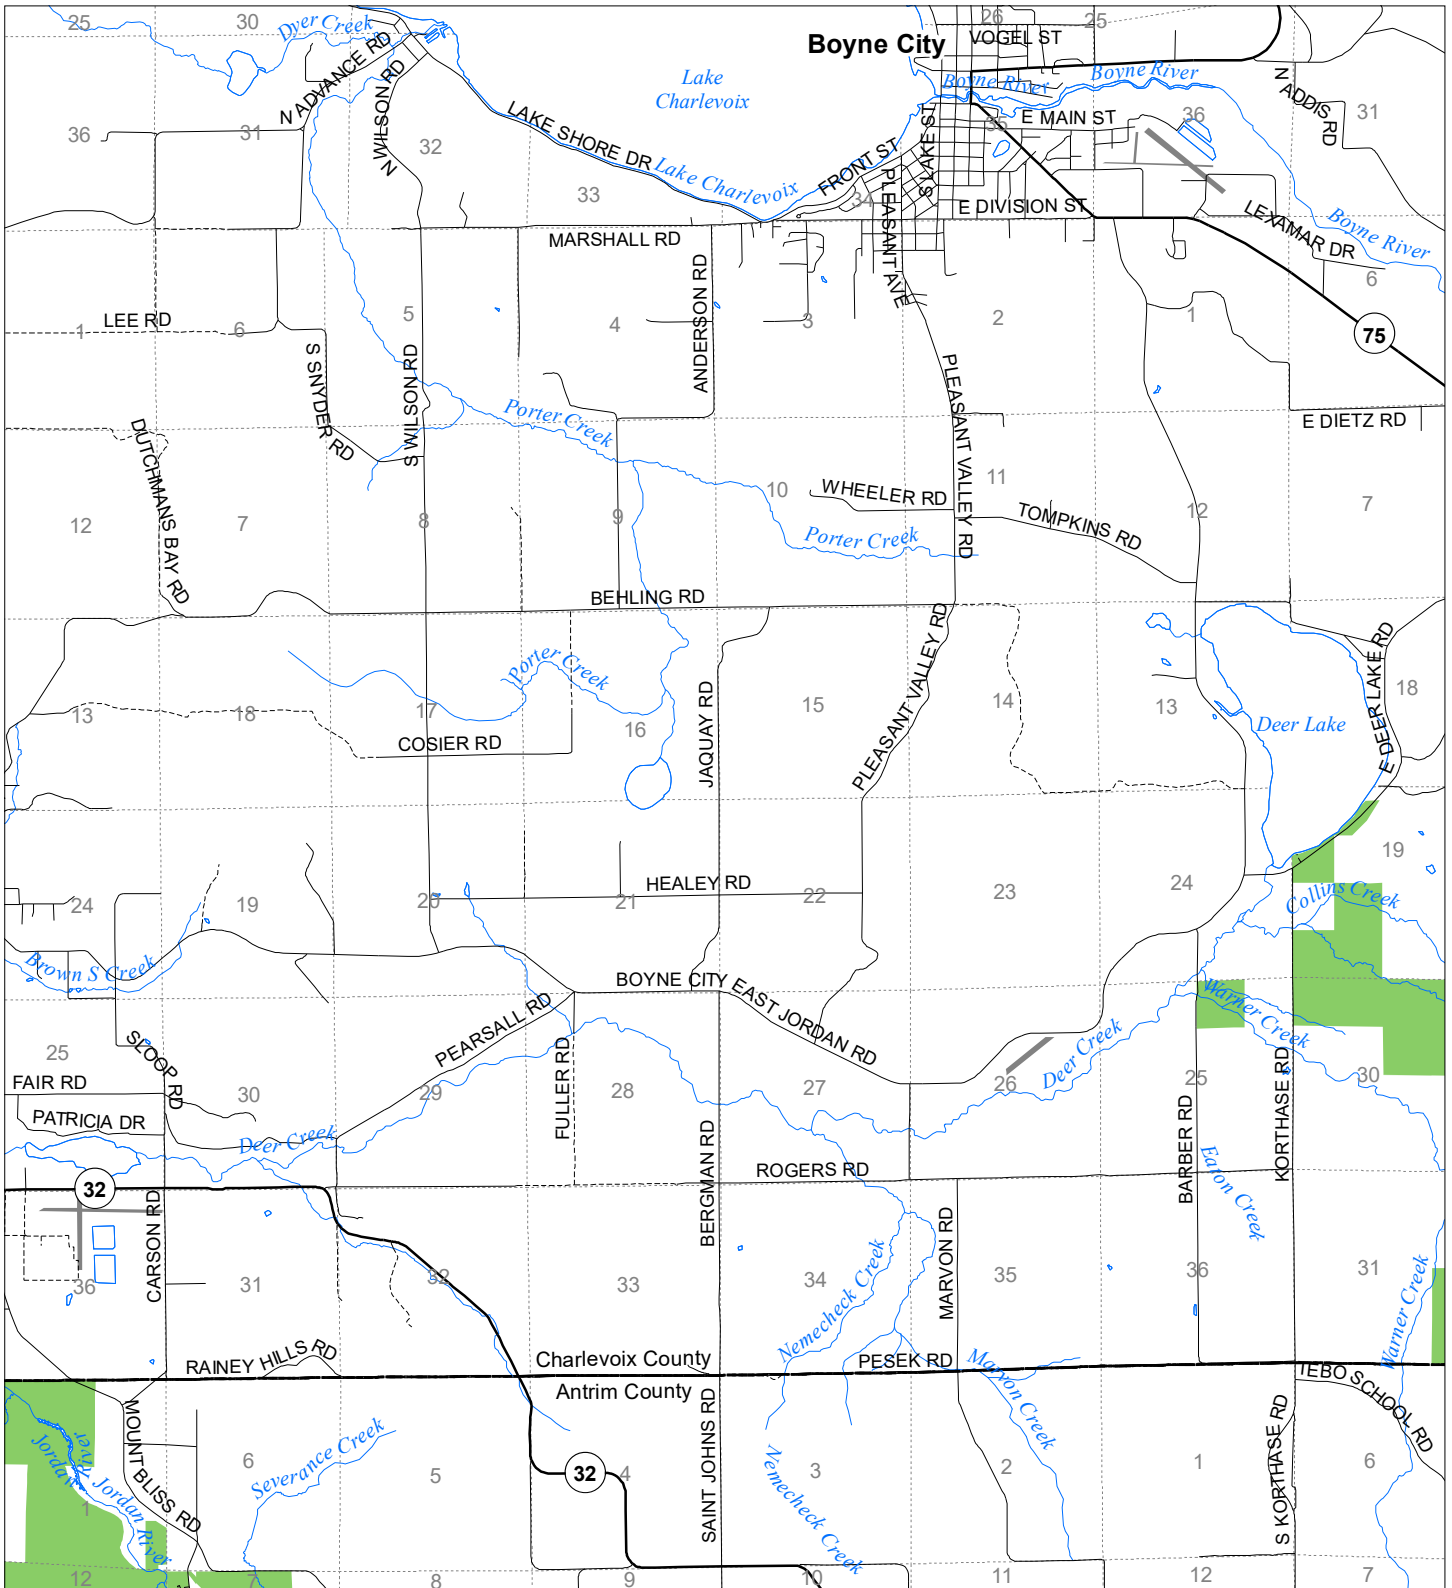 25
30
Dyer Creek
N ADVANCE RD
26
25
Boyne City
VOGEL ST
Lake
Charlevoix
Boyne River
Boyne River
N ADDIS RD
36
31
N WILSON RD
32
LAKE SHORE DR
Lake Charlevoix
33
FRONT ST
34
S LAKE ST
35
E MAIN ST
36
31
PLEASANT AVE
E DIVISION ST
LEXAMAR DR
Boyne River
MARSHALL RD
ANDERSON RD
1
LEE RD
6
5
4
3
2
1
6
75
S SNYDER RD
S WILSON RD
Porter Creek
PLEASANT VALLEY RD
E DIETZ RD
DUTCHMANS BAY RD
12
7
8
9
10
WHEELER RD
11
TOMPKINS RD
12
7
Porter Creek
BEHLING RD
Porter Creek
PLEASANT VALLEY RD
E DEER LAKE RD
13
18
17
16
JAQUAY RD
15
14
13
Deer Lake
18
COSIER RD
24
19
20
HEALEY RD
21
22
23
24
19
Collins Creek
Brown S Creek
BOYNE CITY EAST JORDAN RD
Warner Creek
PEARSALL RD
25
SLOOP RD
FAIR RD
30
29
FULLER RD
28
27
26
Deer Creek
25
KORTHASE RD
30
PATRICIA DR
Deer Creek
BERGMAN RD
ROGERS RD
BARBER RD
Eaton Creek
32
CARSON RD
36
31
32
33
34
Nemecheck Creek
MARVON RD
35
36
31
Warner Creek
RAINEY HILLS RD
Charlevoix County
PESEK RD
Marvon Creek
Antrim County
TEBO SCHOOL RD
MOUNT BLISS RD
Jordan River
Jordan River
1
6
Severance Creek
5
32
4
SAINT JOHNS RD
3
Nemecheck Creek
2
1
S KORTHASE RD
6
12
7
8
9
10
11
12
7